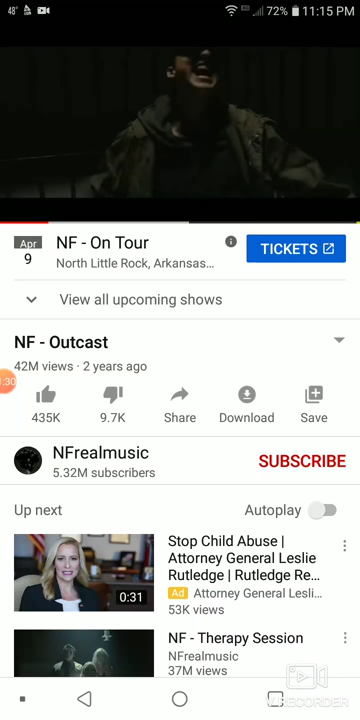 48°
72% 11:15 PM
Apr
9
NF - On Tour
North Little Rock, Arkansas...
TICKETS
View all upcoming shows
NF - Outcast
42M views · 2 years ago
1:30
435K
9.7K
Share
Download
Save
NFrealmusic
5.32M subscribers
SUBSCRIBE
Up next
Autoplay
Stop Child Abuse |
Attorney General Leslie
Rutledge | Rutledge Re...
0:31
Ad Attorney General Lesli...
53K views
NF - Therapy Session
NFrealmusic
37M views
RECORDER